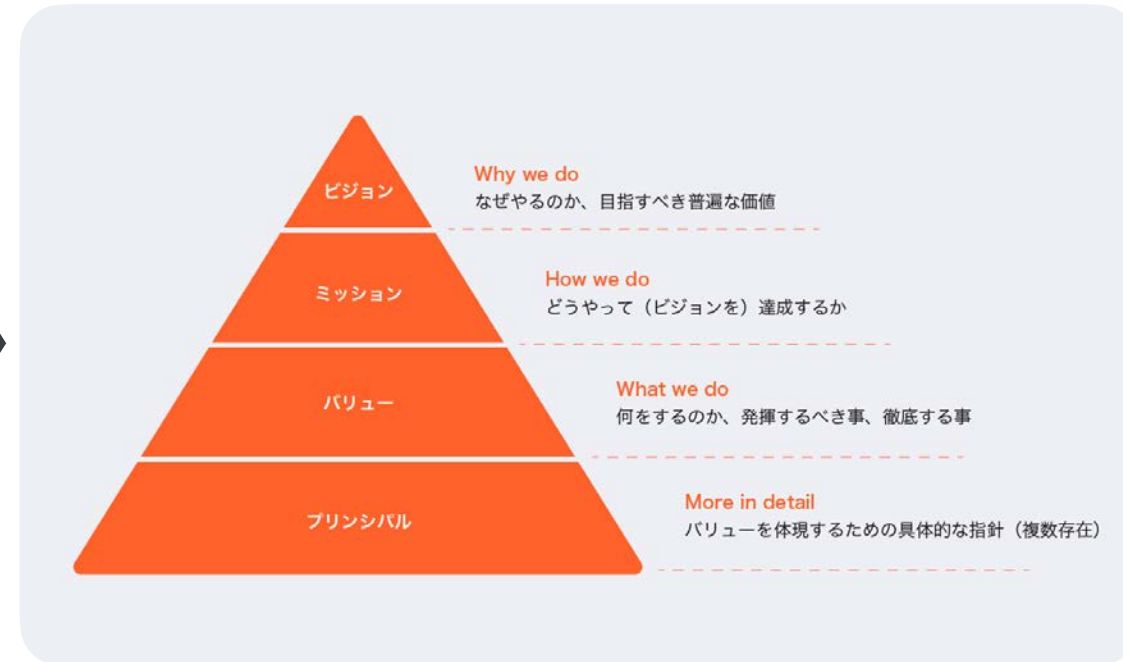 ビジョン
Why we do
なぜやるのか、目指すべき普遍な価値
ミッション
How we do
どうやって（ビジョンを）達成するか
バリュー
What we do
何をするのか、発揮するべき事、徹底する事
プリンシパル
More in detail
バリューを体現するための具体的な指針（複数存在）